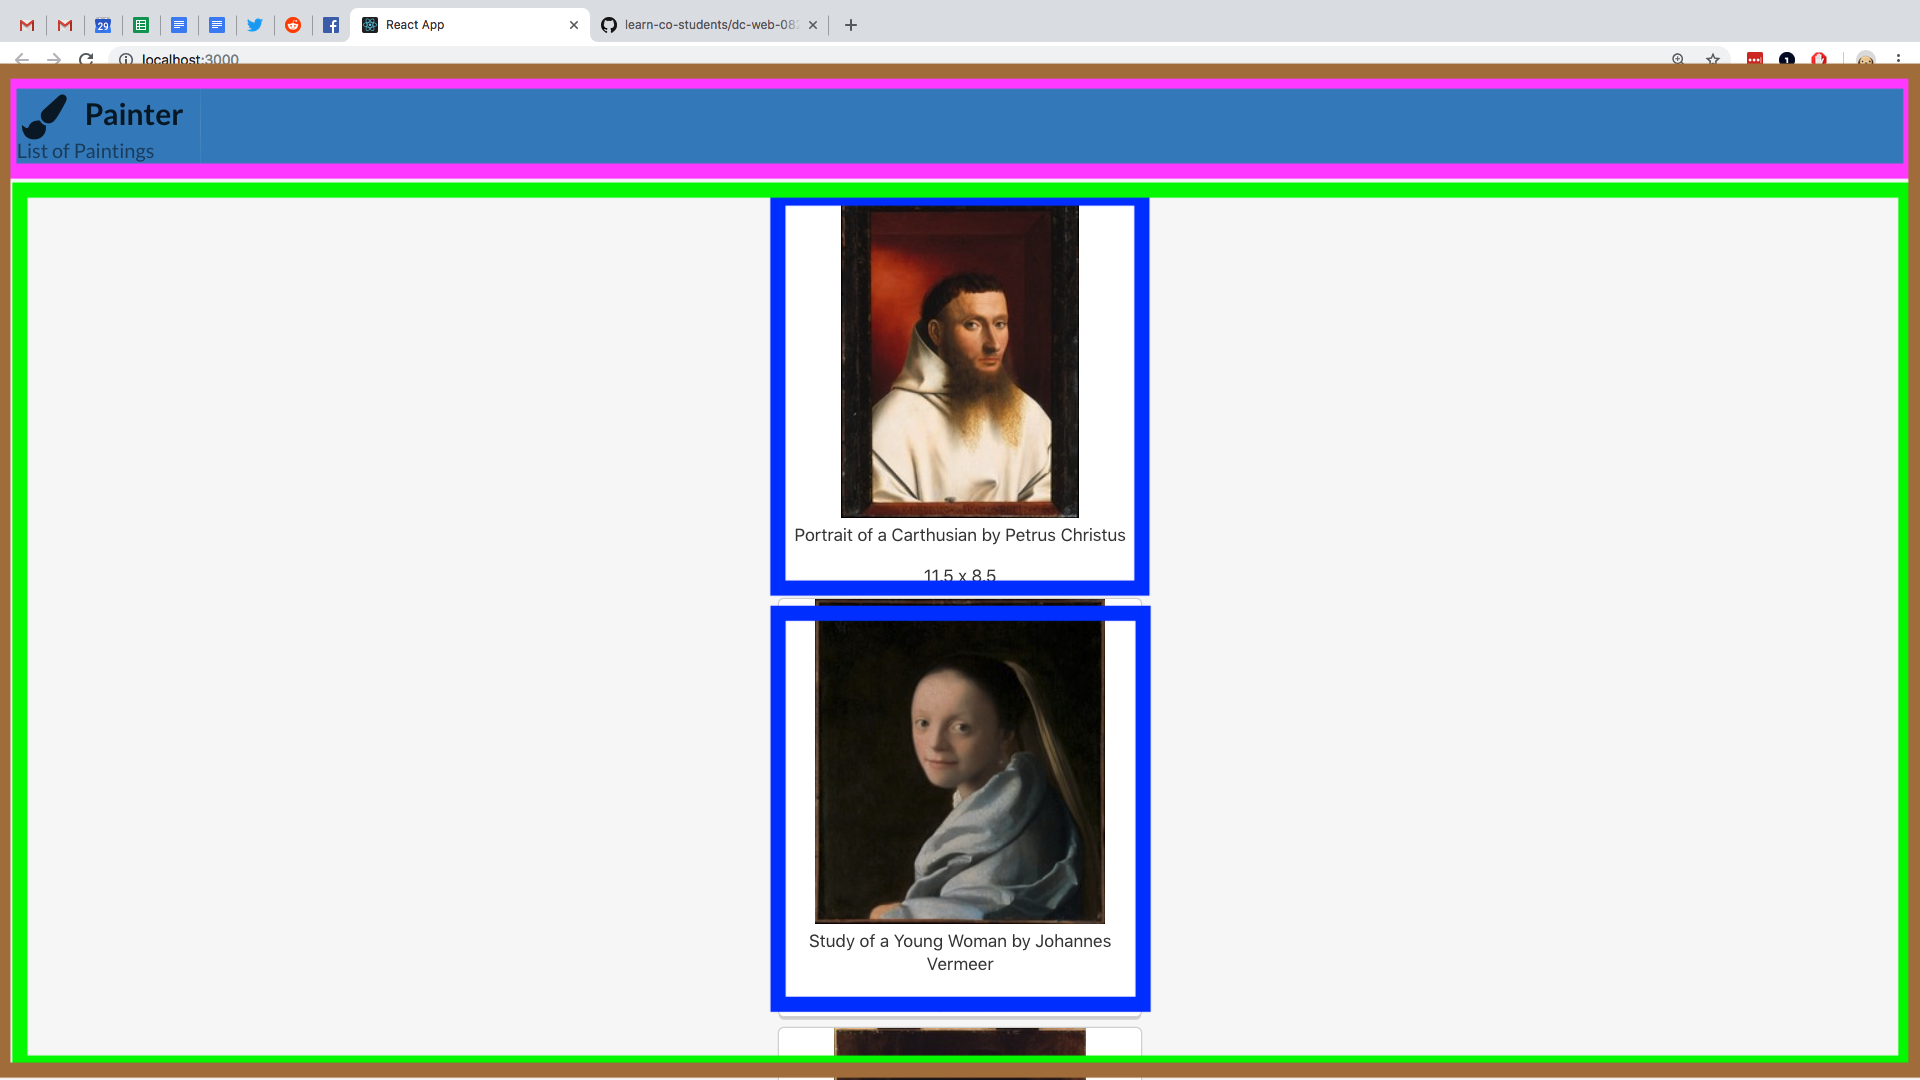 29
React App
learn-co-students/dc-web-08
localhost:3000
1
Painter
List of Paintings
Portrait of a Carthusian by Petrus Christus
11.5 x 8.5
Study of a Young Woman by Johannes
Vermeer